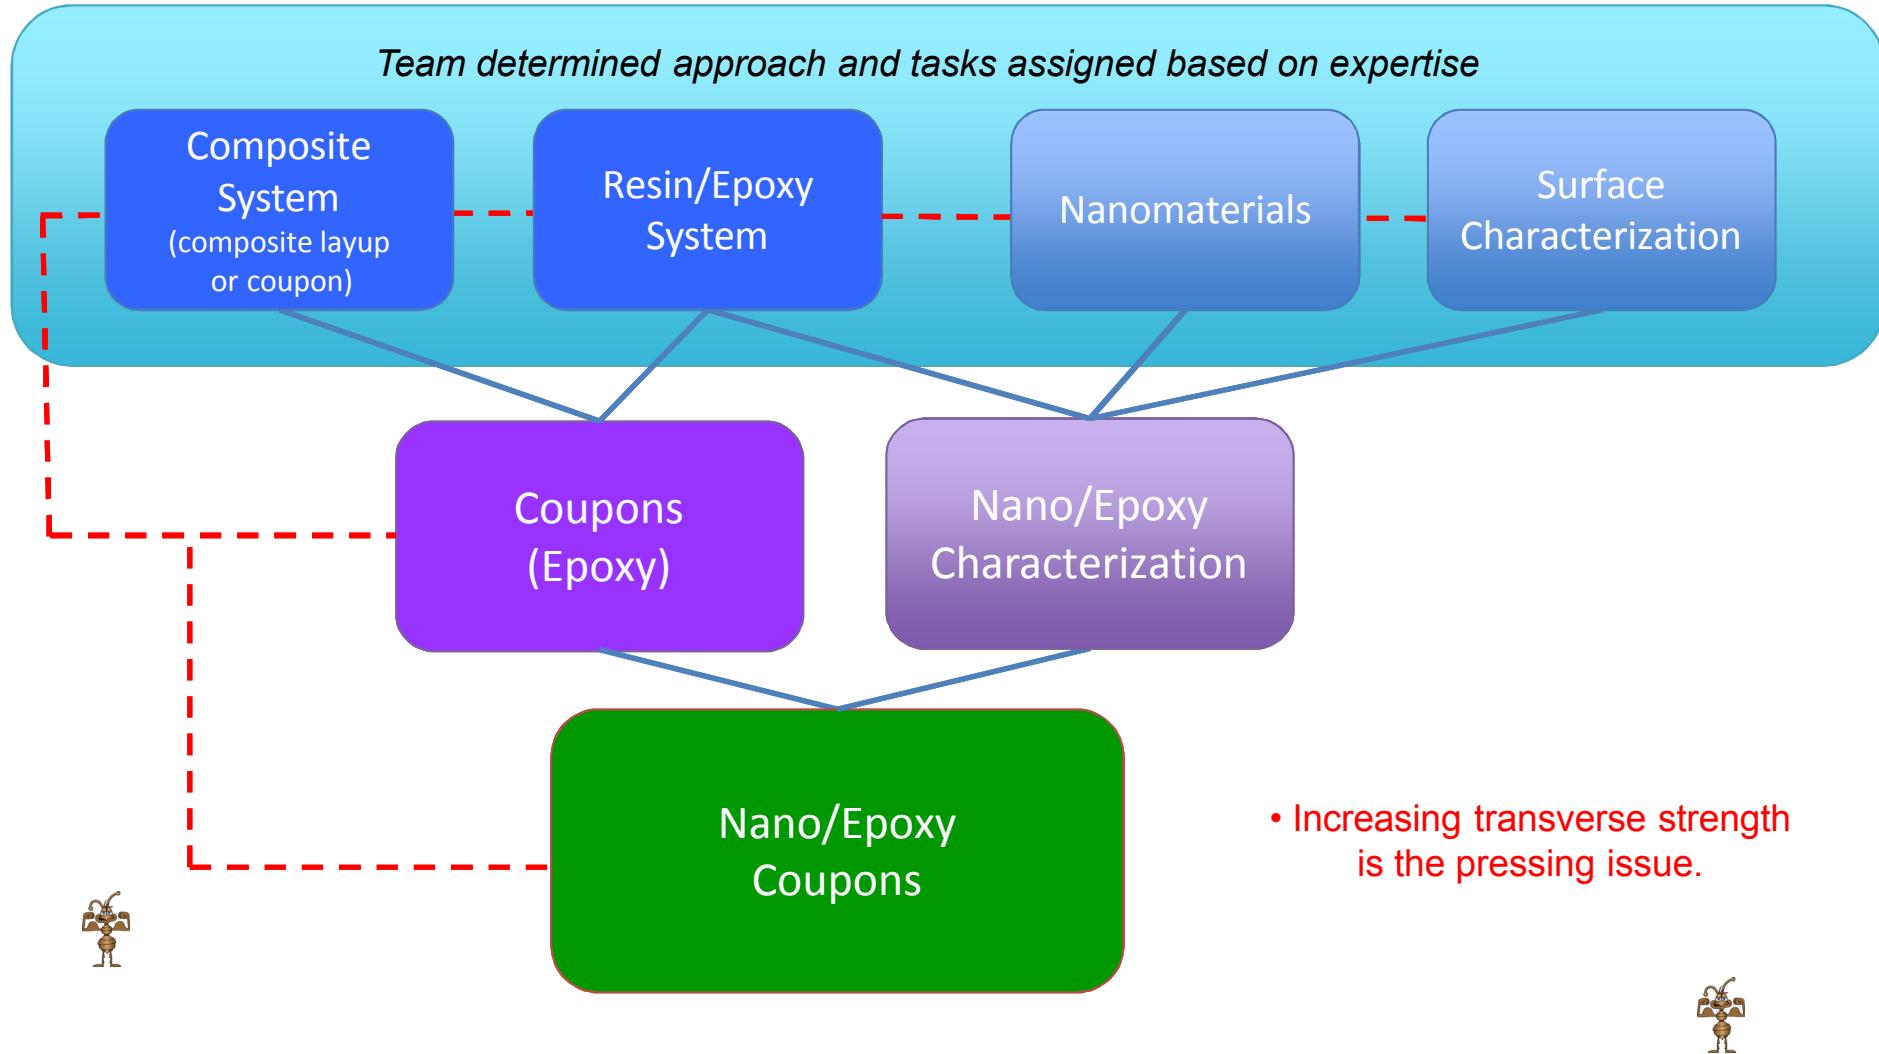 Team determined approach and tasks assigned based on expertise
Composite
System
(composite layup
or coupon)
Resin/Epoxy
System
Nanomaterials
Surface
Characterization
Coupons
(Epoxy)
Nano/Epoxy
Characterization
Nano/Epoxy
Coupons
• Increasing transverse strength
is the pressing issue.